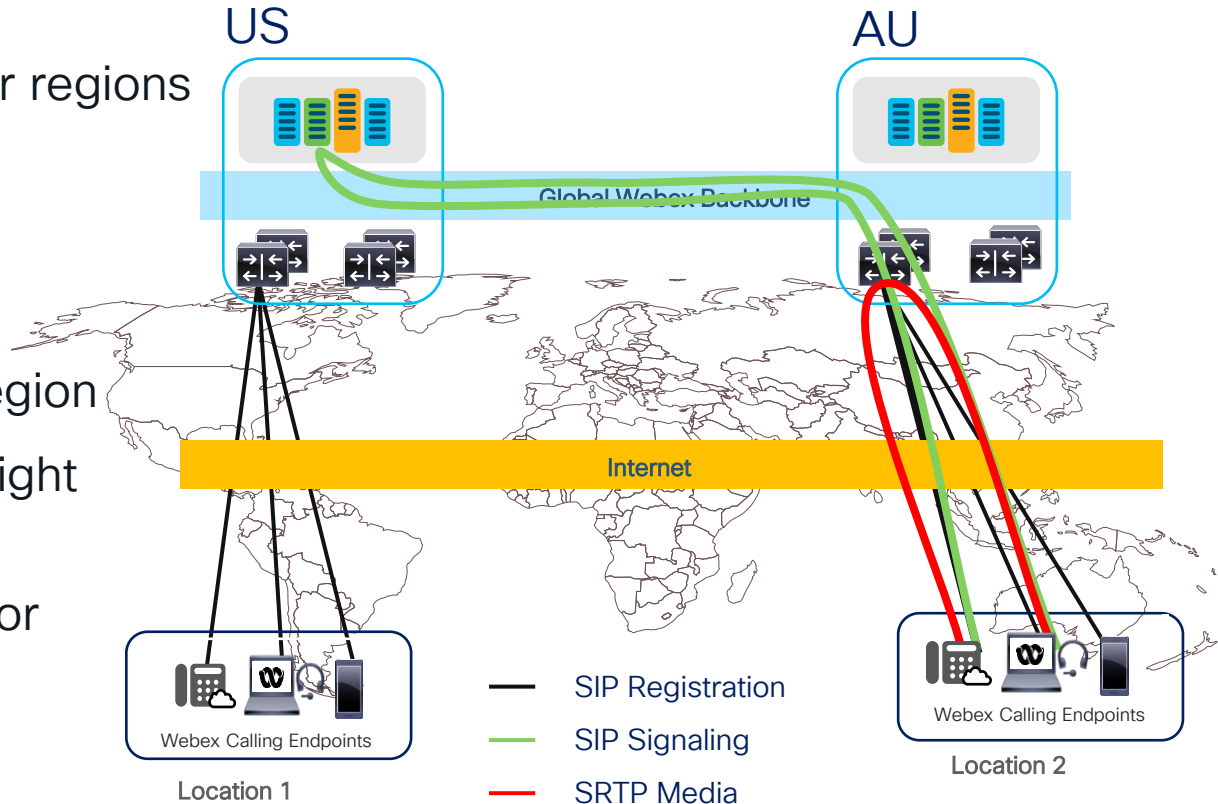 US
AU
r regions
Global Webex Backbone
egion
Internet
ight
or
SIP Registration
SIP Signaling
SRTP Media
Webex Calling Endpoints
Location 1
Webex Calling Endpoints
Location 2